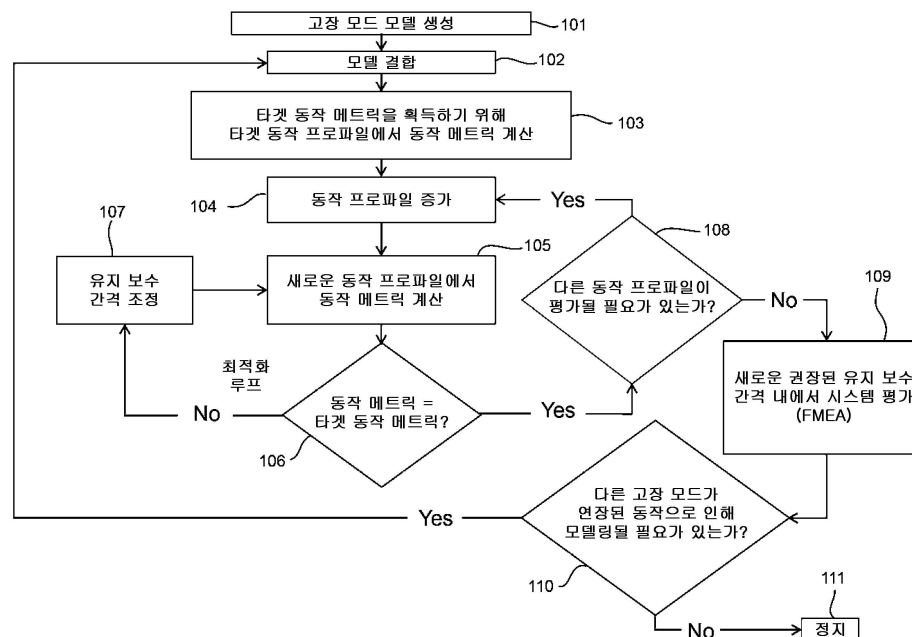 고장 모드 모델 생성
101
모델 결합
102
타겟 동작 메트릭을 획득하기 위해
타겟 동작 프로파일에서 동작 메트릭 계산
103
동작 프로파일 증가
104
Yes
107
유지 보수
간격 조정
105
새로운 동작 프로파일에서
동작 메트릭 계산
108
다른 동작 프로파일이
평가될 필요가 있는가?
No
109
최적화
루프
No
동작 메트릭 =
타겟 동작 메트릭?
106
Yes
새로운 권장된 유지 보수
간격 내에서 시스템 평가
(FMEA)
Yes
다른 고장 모드가
연장된 동작으로 인해
모델링될 필요가 있는가?
110
No
111
정지